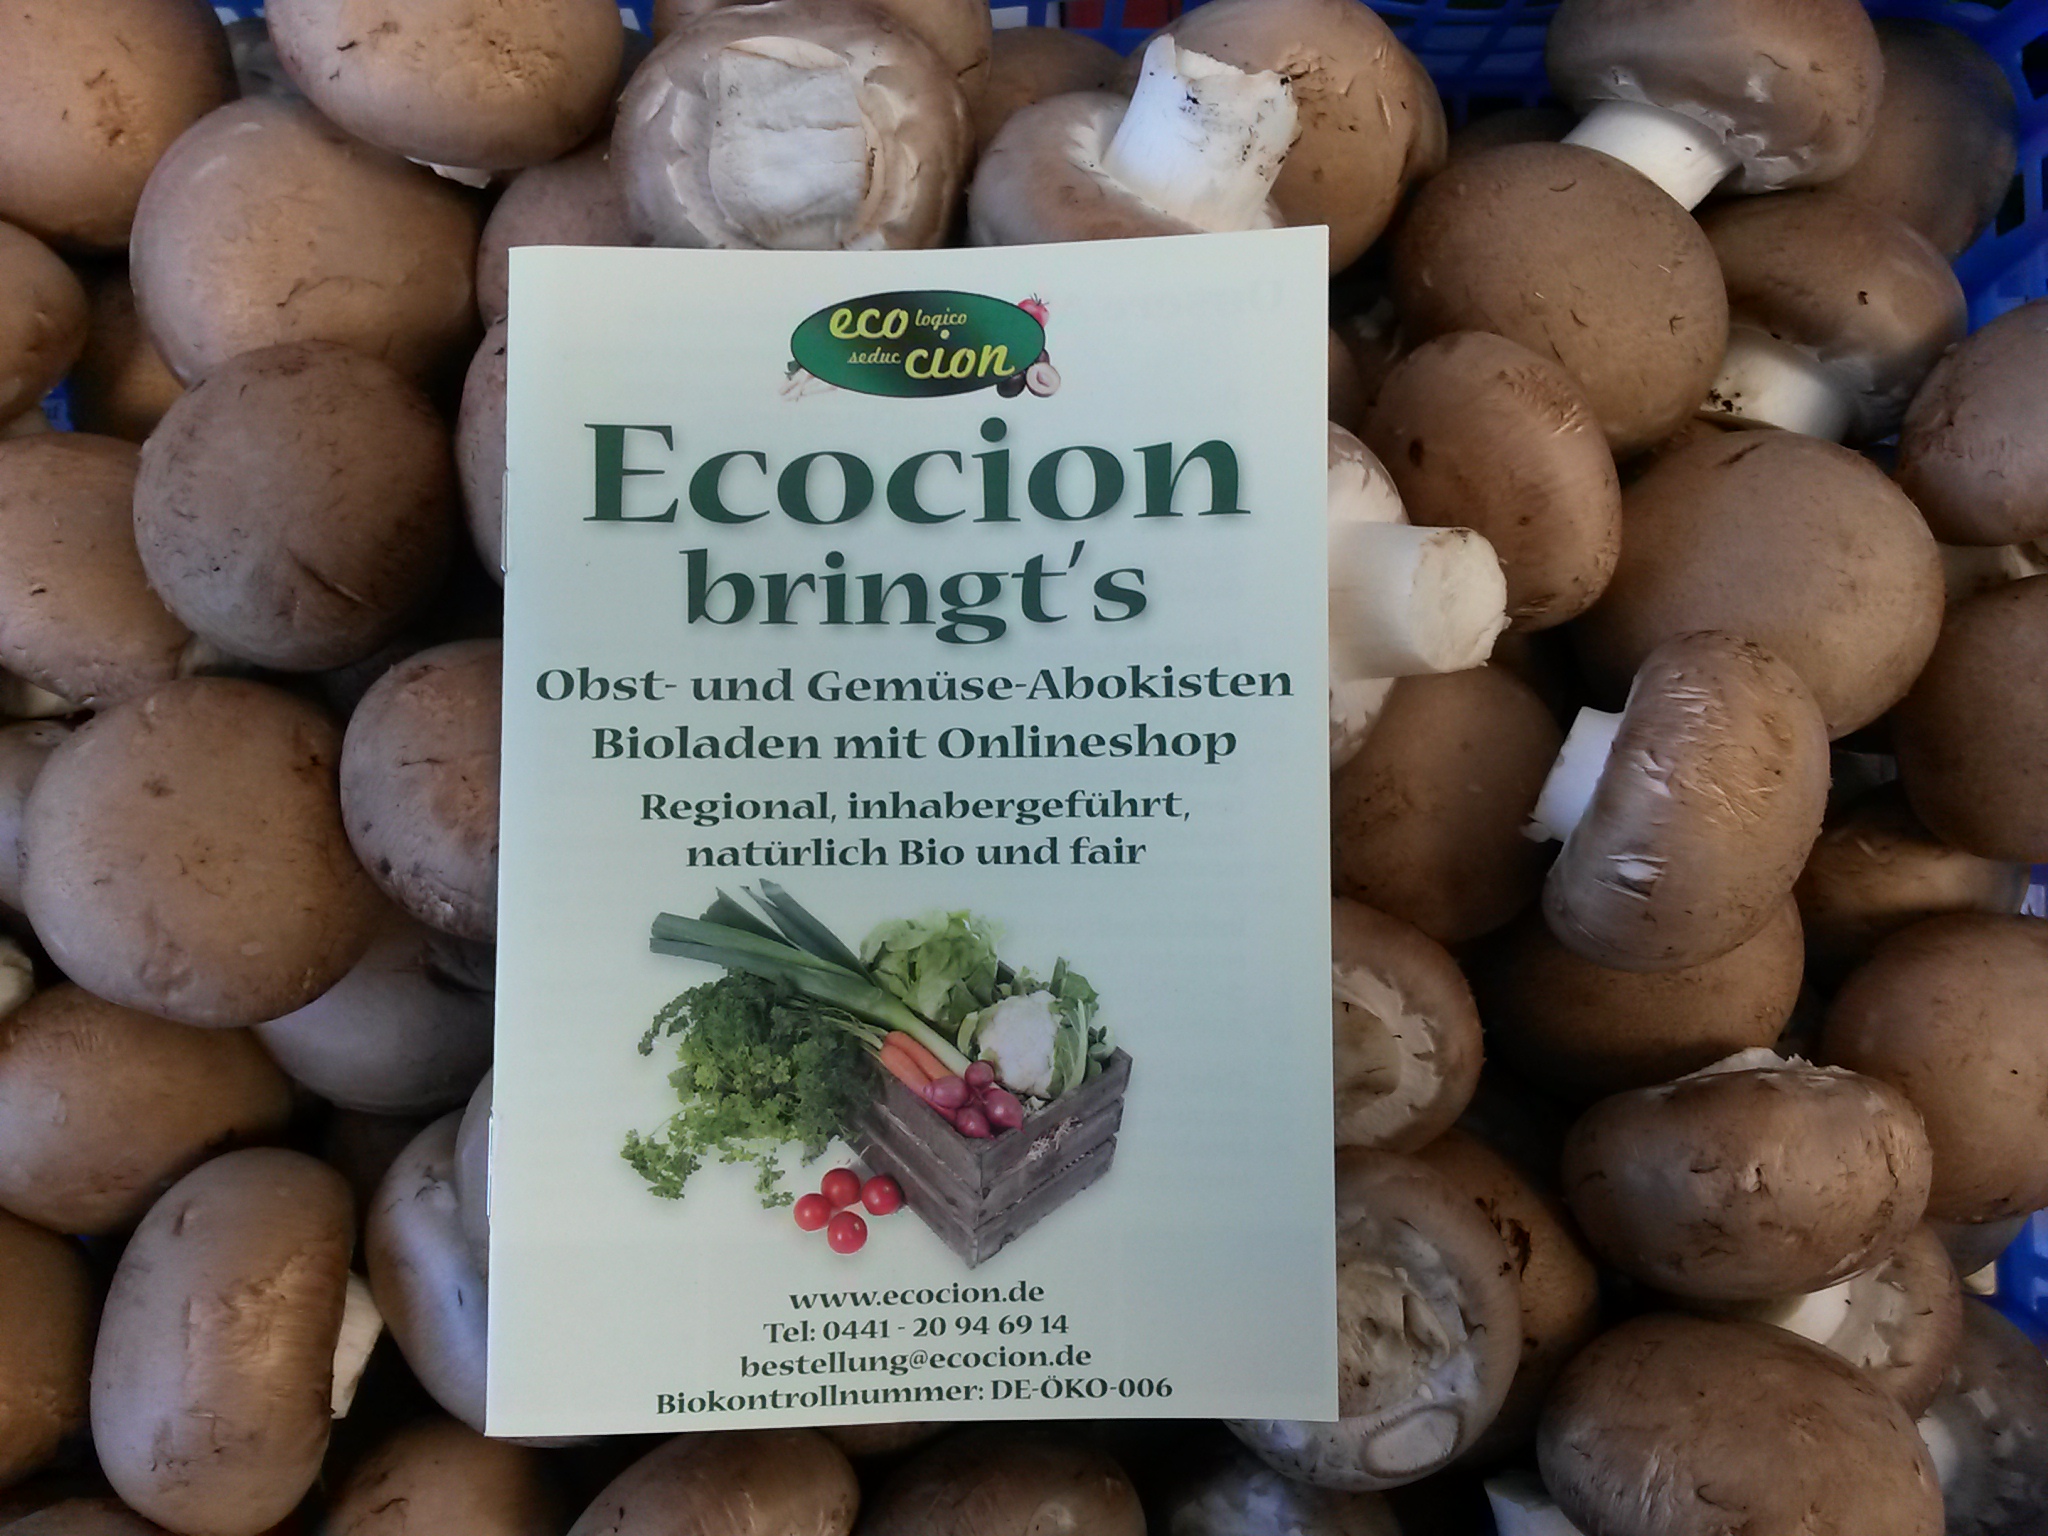 eco logico
seduc cion
Ecocion
bringt's
Obst- und Gemüse-Abokisten
Bioladen mit Onlineshop
Regional, inhabergeführt,
natürlich Bio und fair
www.ecocion.de
Tel: 0441 - 20 94 69 14
bestellung@ecocion.de
Biokontrollnummer: DE-ÖKO-006